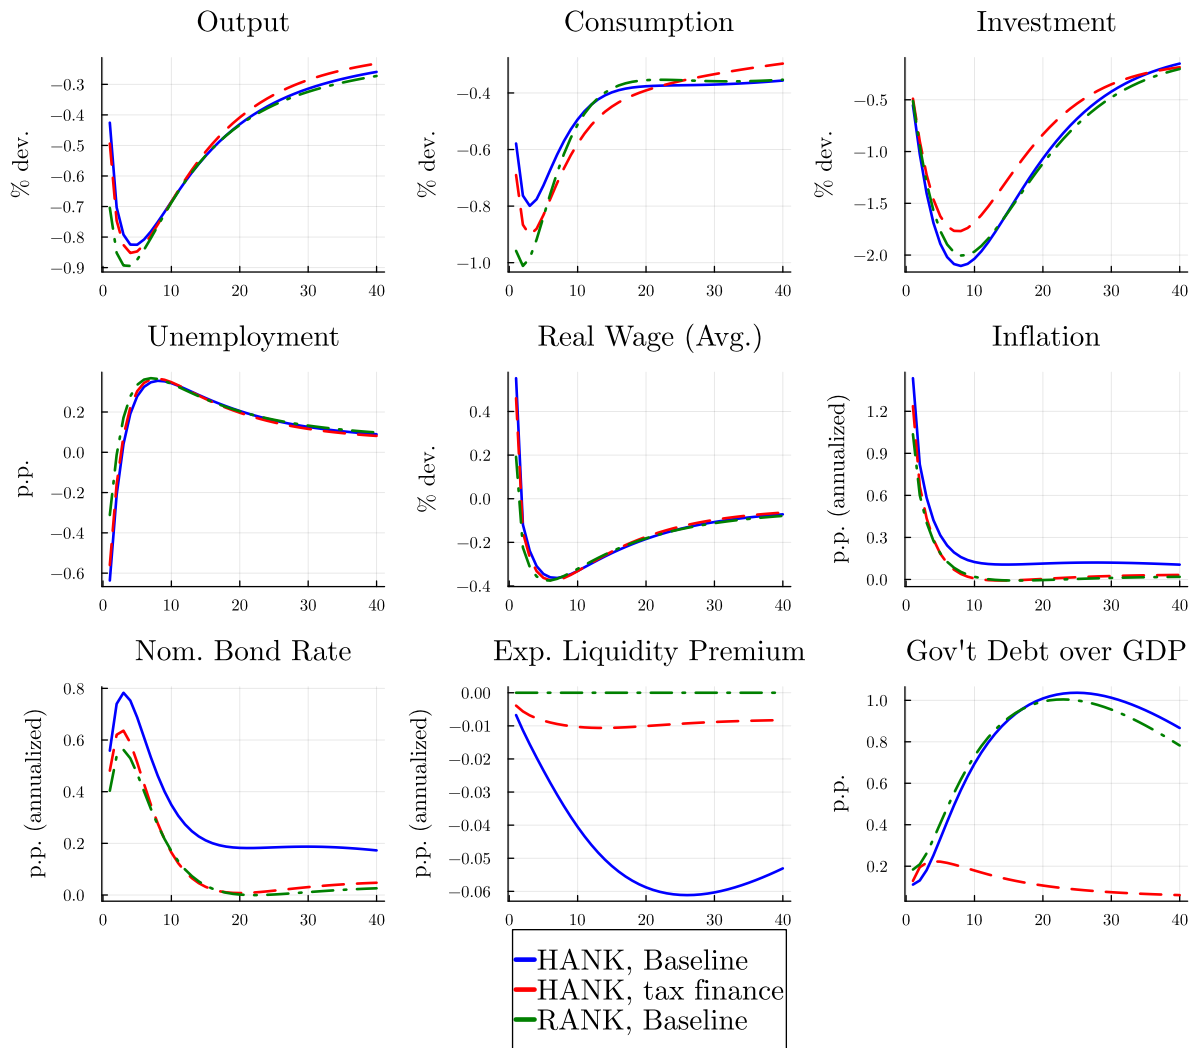 Output
Consumption
Investment
% dev.
−0.3
−0.4
−0.5
−0.6
−0.7
−0.8
−0.9
0 10 20 30 40
% dev.
−0.4
−0.6
−0.8
−1.0
0 10 20 30 40
% dev.
−0.5
−1.0
−1.5
−2.0
0 10 20 30 40
Unemployment
Real Wage (Avg.)
Inflation
p.p.
0.2
0.0
−0.2
−0.4
−0.6
0 10 20 30 40
% dev.
0.4
0.2
0.0
−0.2
−0.4
0 10 20 30 40
p.p. (annualized)
1.2
0.9
0.6
0.3
0.0
0 10 20 30 40
Nom. Bond Rate
Exp. Liquidity Premium
Gov't Debt over GDP
p.p. (annualized)
0.8
0.6
0.4
0.2
0.0
0 10 20 30 40
p.p. (annualized)
0.00
−0.01
−0.02
−0.03
−0.04
−0.05
−0.06
0 10 20 30 40
p.p.
1.0
0.8
0.6
0.4
0.2
0 10 20 30 40
HANK, Baseline
HANK, tax finance
RANK, Baseline